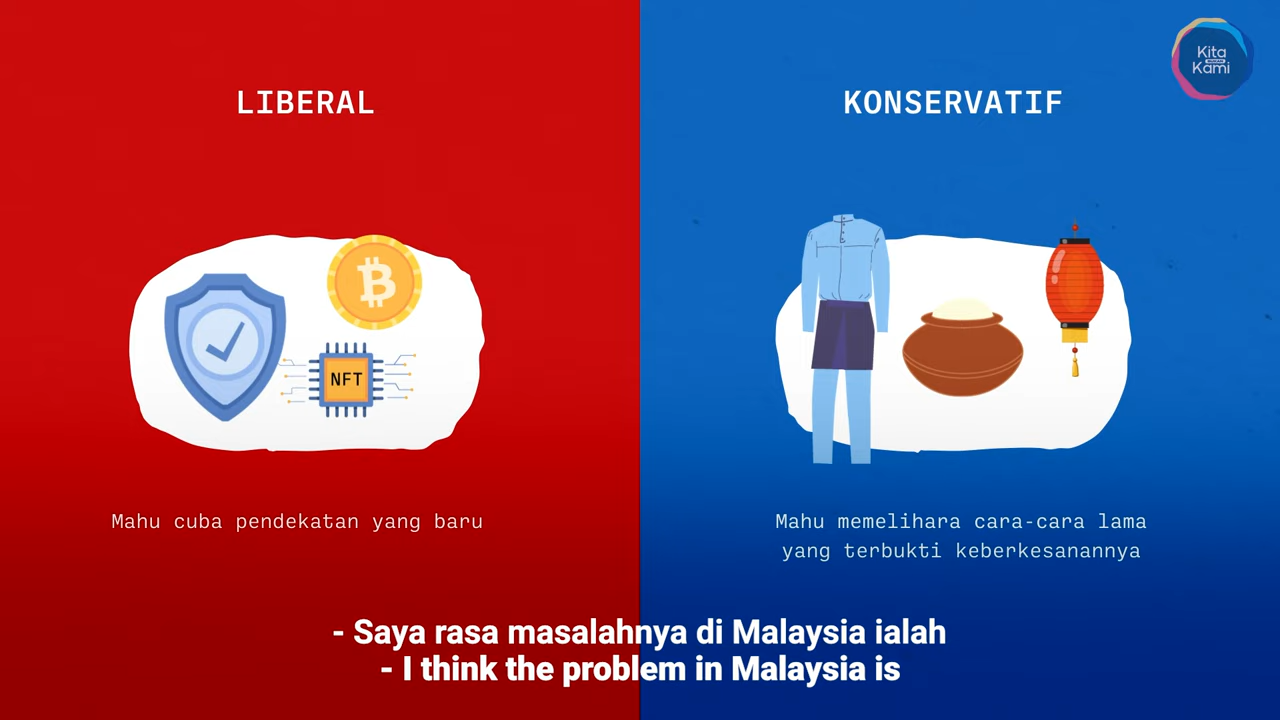 LIBERAL
KONSERVATIF
Kita
Kami
NFT
Mahu cuba pendekatan yang baru
Mahu memelihara cara-cara lama
yang terbukti keberkesanannya
- Saya rasa masalahnya di Malaysia ialah
- I think the problem in Malaysia is